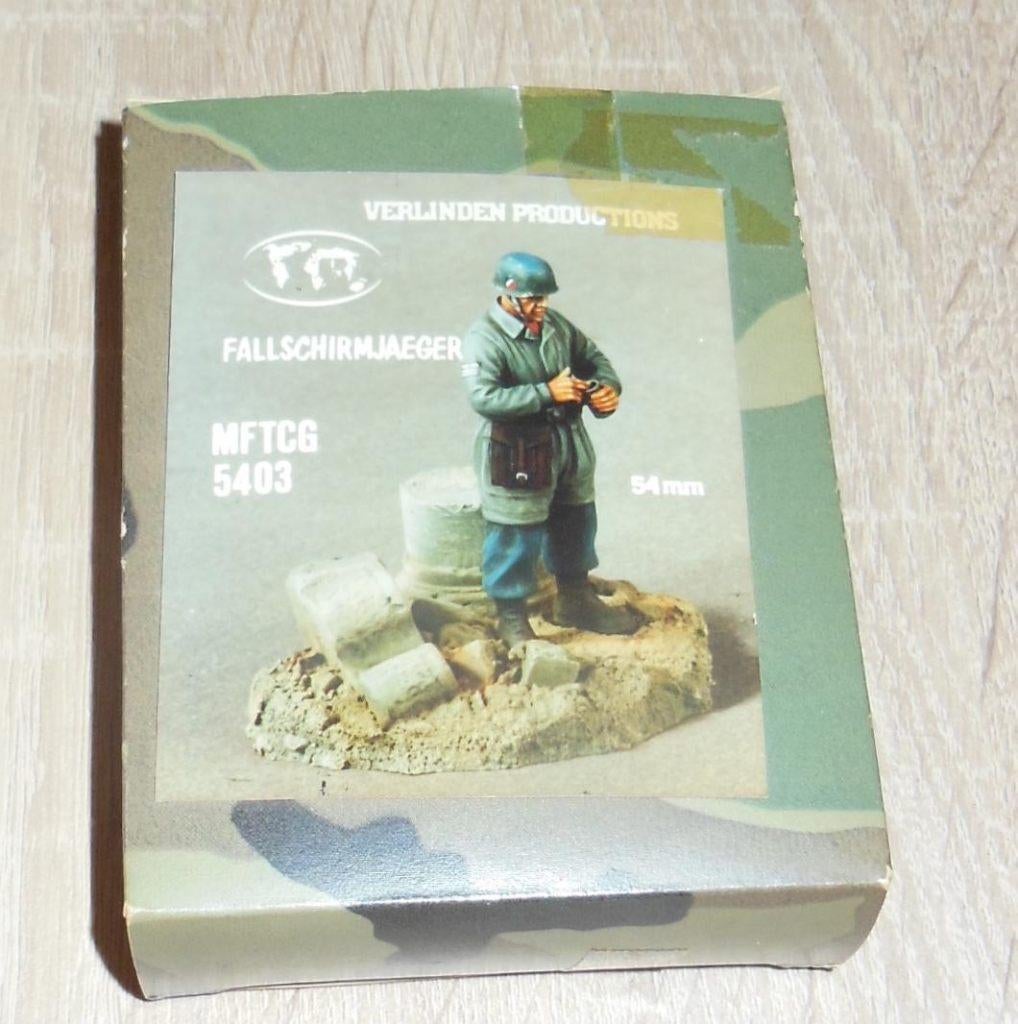 VERLINDEN PRODUCTIONS
FALLSCHIRMJAEGER
MFTCG
5403
54mm